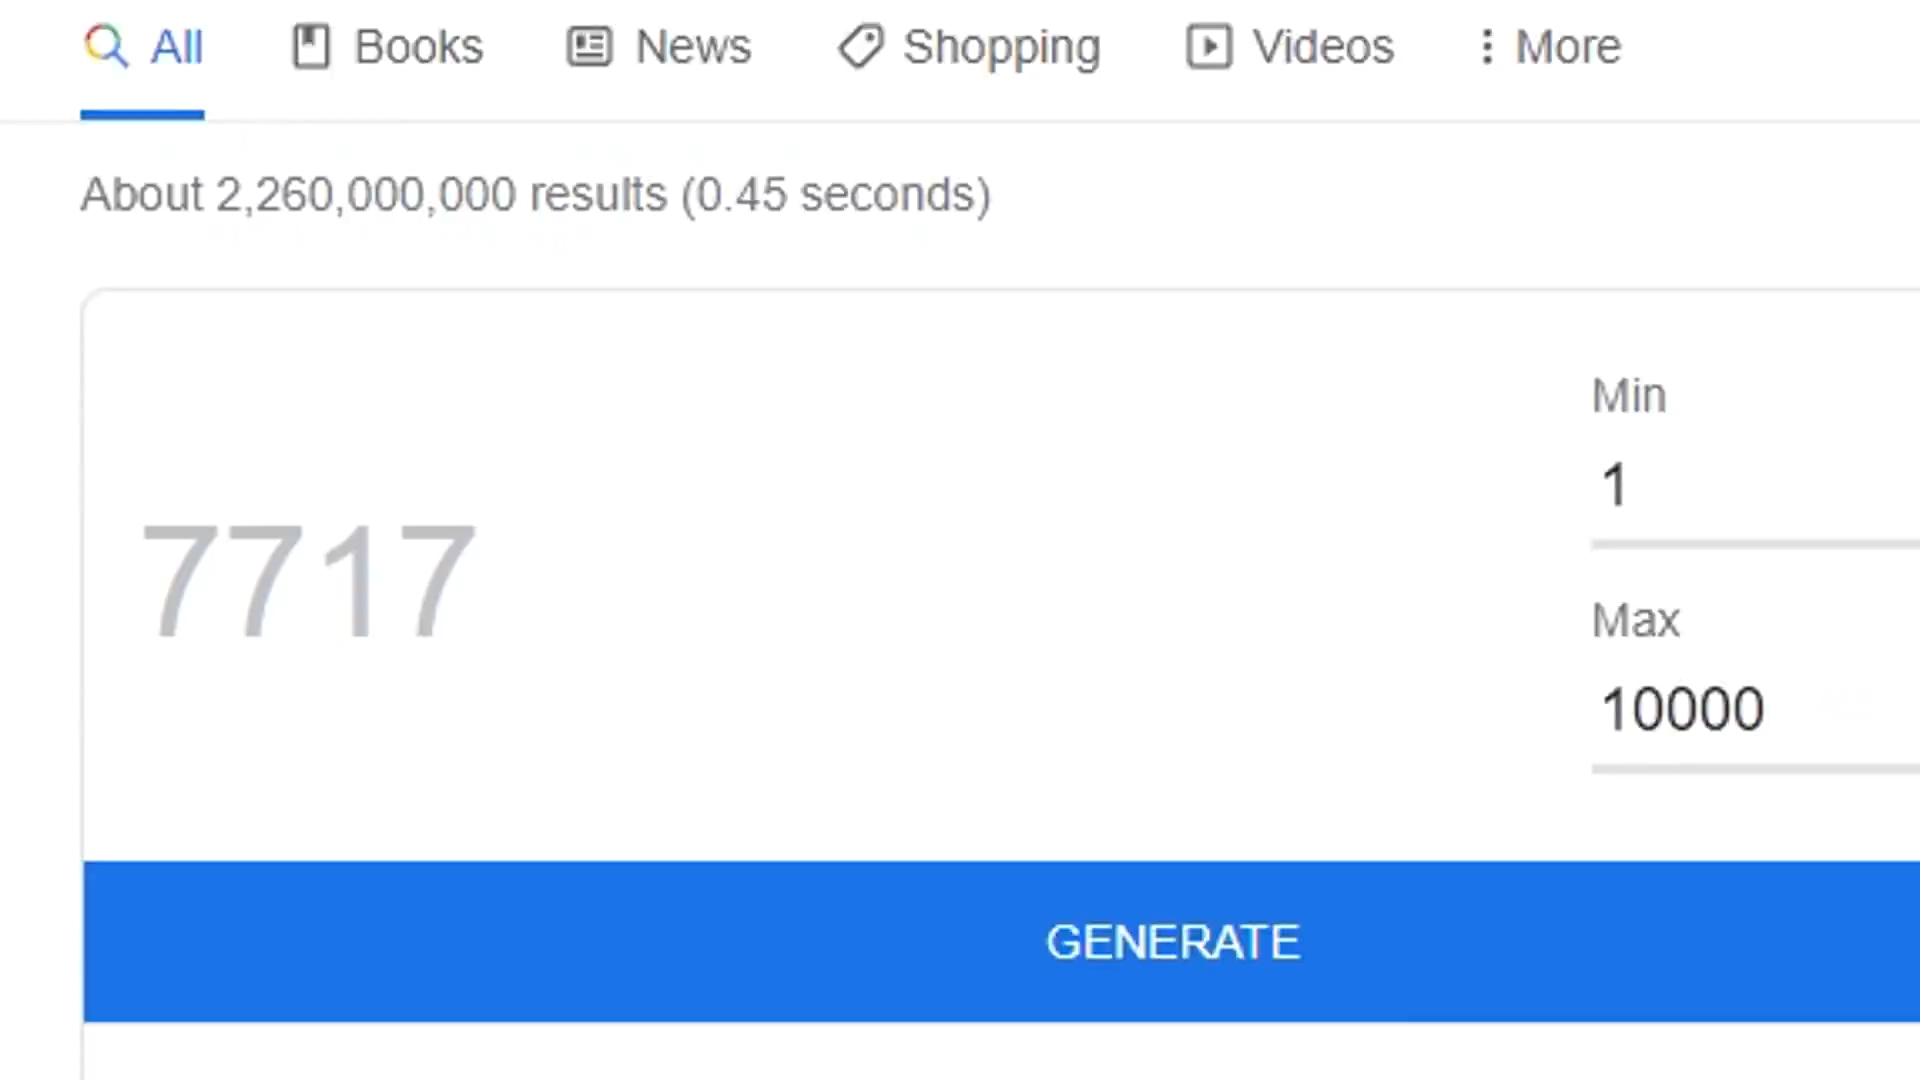 All Books News Shopping Videos More
About 2,260,000,000 results (0.45 seconds)
Min
1
7717
Max
10000
GENERATE